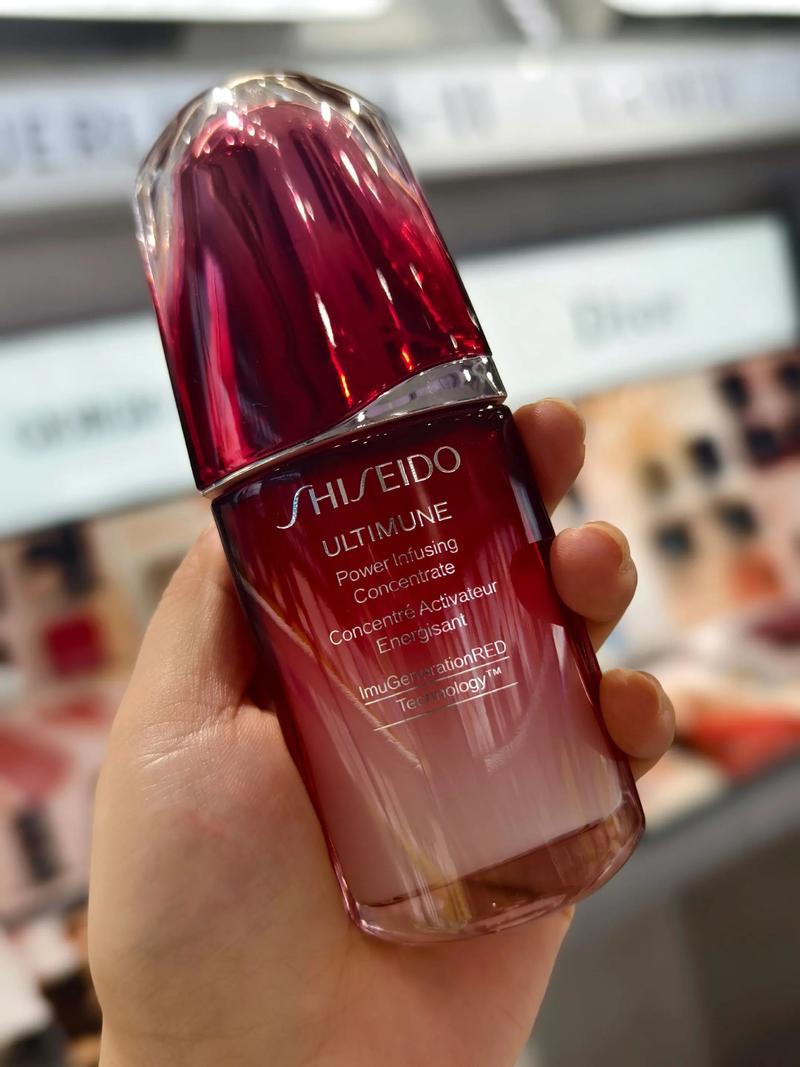 SHISEIDO
ULTIMUNE
Power Infusing
Concentrate
Concentré Activateur
Energisant
ImuGenerationRED
Technology™
Dior